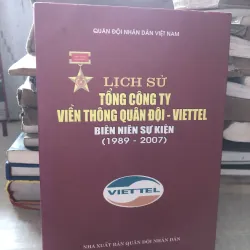 QUÂN ĐỘI NHÂN DÂN VIỆT NAM
LỊCH SỬ
TỔNG CÔNG TY
VIỄN THÔNG QUÂN ĐỘI - VIETTEL
BIÊN NIÊN SỰ KIỆN
(1989 - 2007)
VIETTEL
NHÀ XUẤT BẢN QUÂN ĐỘI NHÂN DÂN